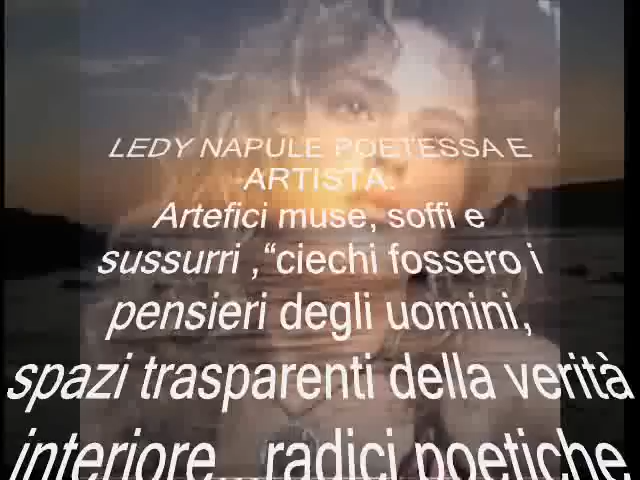 LEDY NAPULE POETESSA E
ARTISTA.
Artefici muse, soffi e
sussurri ,“ciechi fossero i
pensieri degli uomini,
spazi trasparenti della verità
interiore...radici poetiche